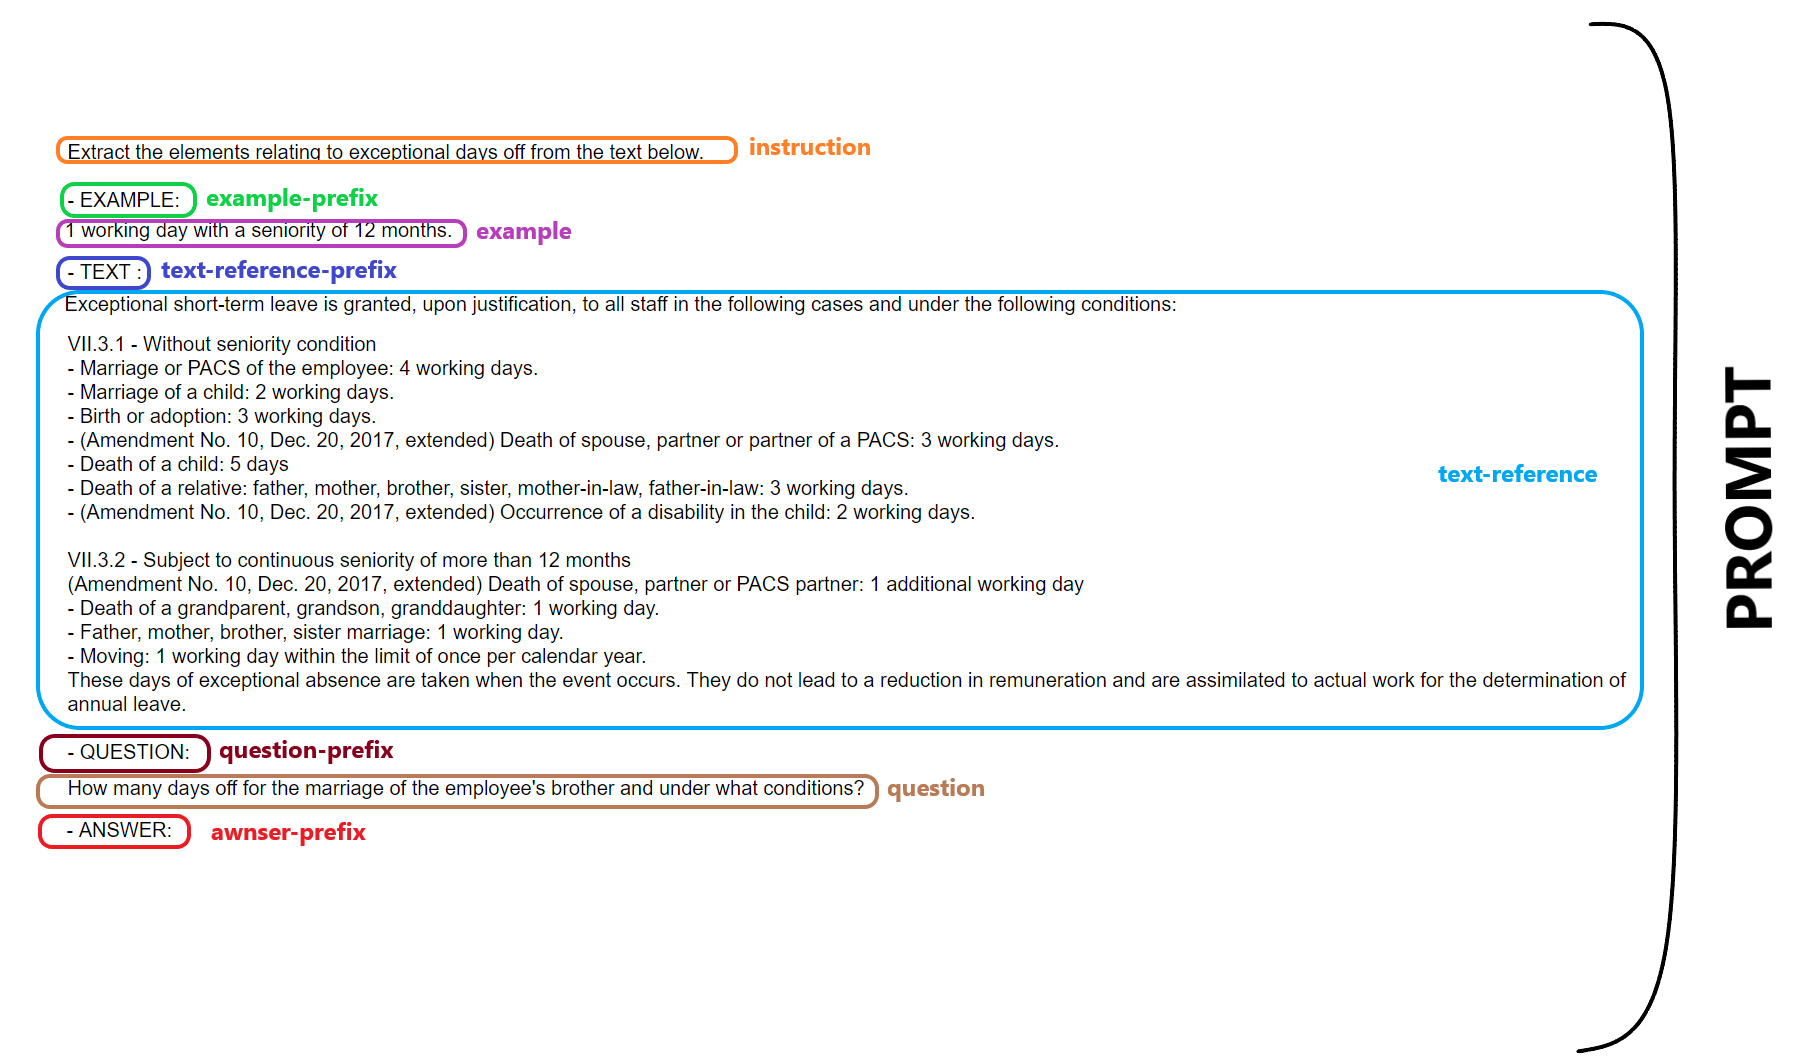 Extract the elements relating to exceptional days off from the text below. instruction
- EXAMPLE: example-prefix
1 working day with a seniority of 12 months. example
- TEXT : text-reference-prefix
Exceptional short-term leave is granted, upon justification, to all staff in the following cases and under the following conditions:
VII.3.1 - Without seniority condition
- Marriage or PACS of the employee: 4 working days.
- Marriage of a child: 2 working days.
- Birth or adoption: 3 working days.
- (Amendment No. 10, Dec. 20, 2017, extended) Death of spouse, partner or partner of a PACS: 3 working days.
- Death of a child: 5 days
text-reference
- Death of a relative: father, mother, brother, sister, mother-in-law, father-in-law: 3 working days.
- (Amendment No. 10, Dec. 20, 2017, extended) Occurrence of a disability in the child: 2 working days.
VII.3.2 - Subject to continuous seniority of more than 12 months
(Amendment No. 10, Dec. 20, 2017, extended) Death of spouse, partner or PACS partner: 1 additional working day
- Death of a grandparent, grandson, granddaughter: 1 working day.
- Father, mother, brother, sister marriage: 1 working day.
- Moving: 1 working day within the limit of once per calendar year.
These days of exceptional absence are taken when the event occurs. They do not lead to a reduction in remuneration and are assimilated to actual work for the determination of
annual leave.
- QUESTION: question-prefix
How many days off for the marriage of the employee's brother and under what conditions? question
- ANSWER: awnser-prefix
PROMPT